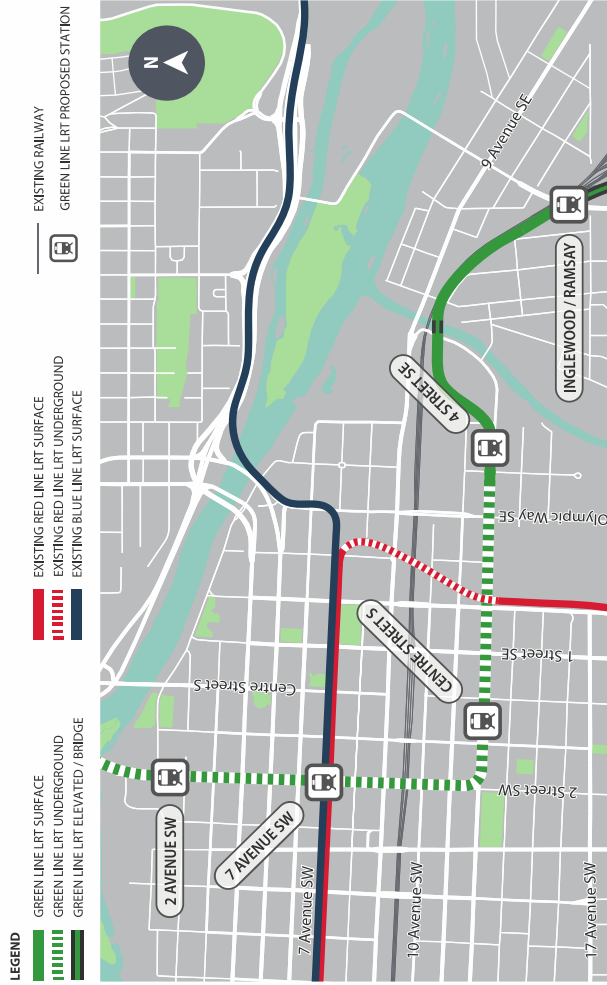 LEGEND
GREEN LINE LRT SURFACE
GREEN LINE LRT UNDERGROUND
GREEN LINE LRT ELEVATED / BRIDGE
EXISTING RED LINE LRT SURFACE
EXISTING RED LINE LRT UNDERGROUND
EXISTING BLUE LINE LRT SURFACE
EXISTING RAILWAY
GREEN LINE LRT PROPOSED STATION
N
2 AVENUE SW
7 AVENUE SW
CENTRE STREET S
4 STREET SE
INGLEWOOD / RAMSAY
7 Avenue SW
10 Avenue SW
17 Avenue SW
2 Street SW
Centre Street S
1 Street SE
Olympic Way SE
9 Avenue SE